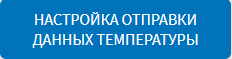 НАСТРОЙКА ОТПРАВКИ
ДАННЫХ ТЕМПЕРАТУРЫ